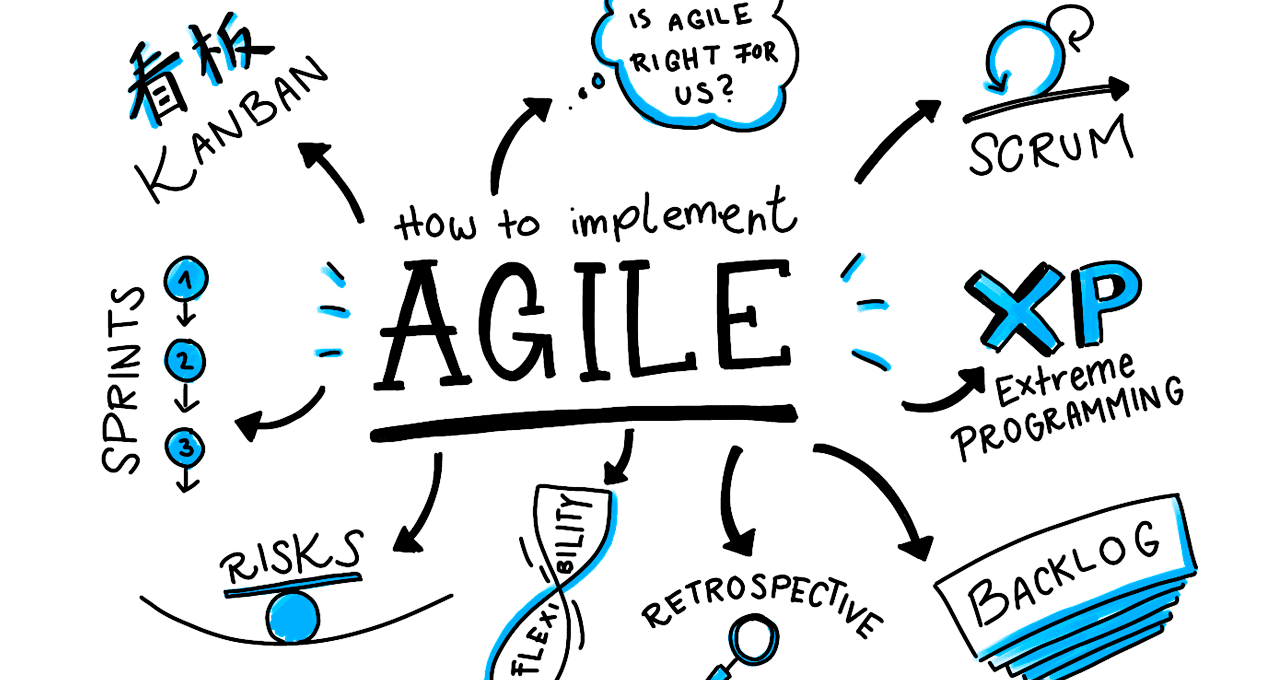 看板
KANBAN
IS AGILE
RIGHT FOR
US?
SCRUM
How to implement
AGILE
SPRINTS
1
2
3
XP
Extreme
PROGRAMMING
RISKS
FLEXIBILITY
RETROSPECTIVE
BACKLOG